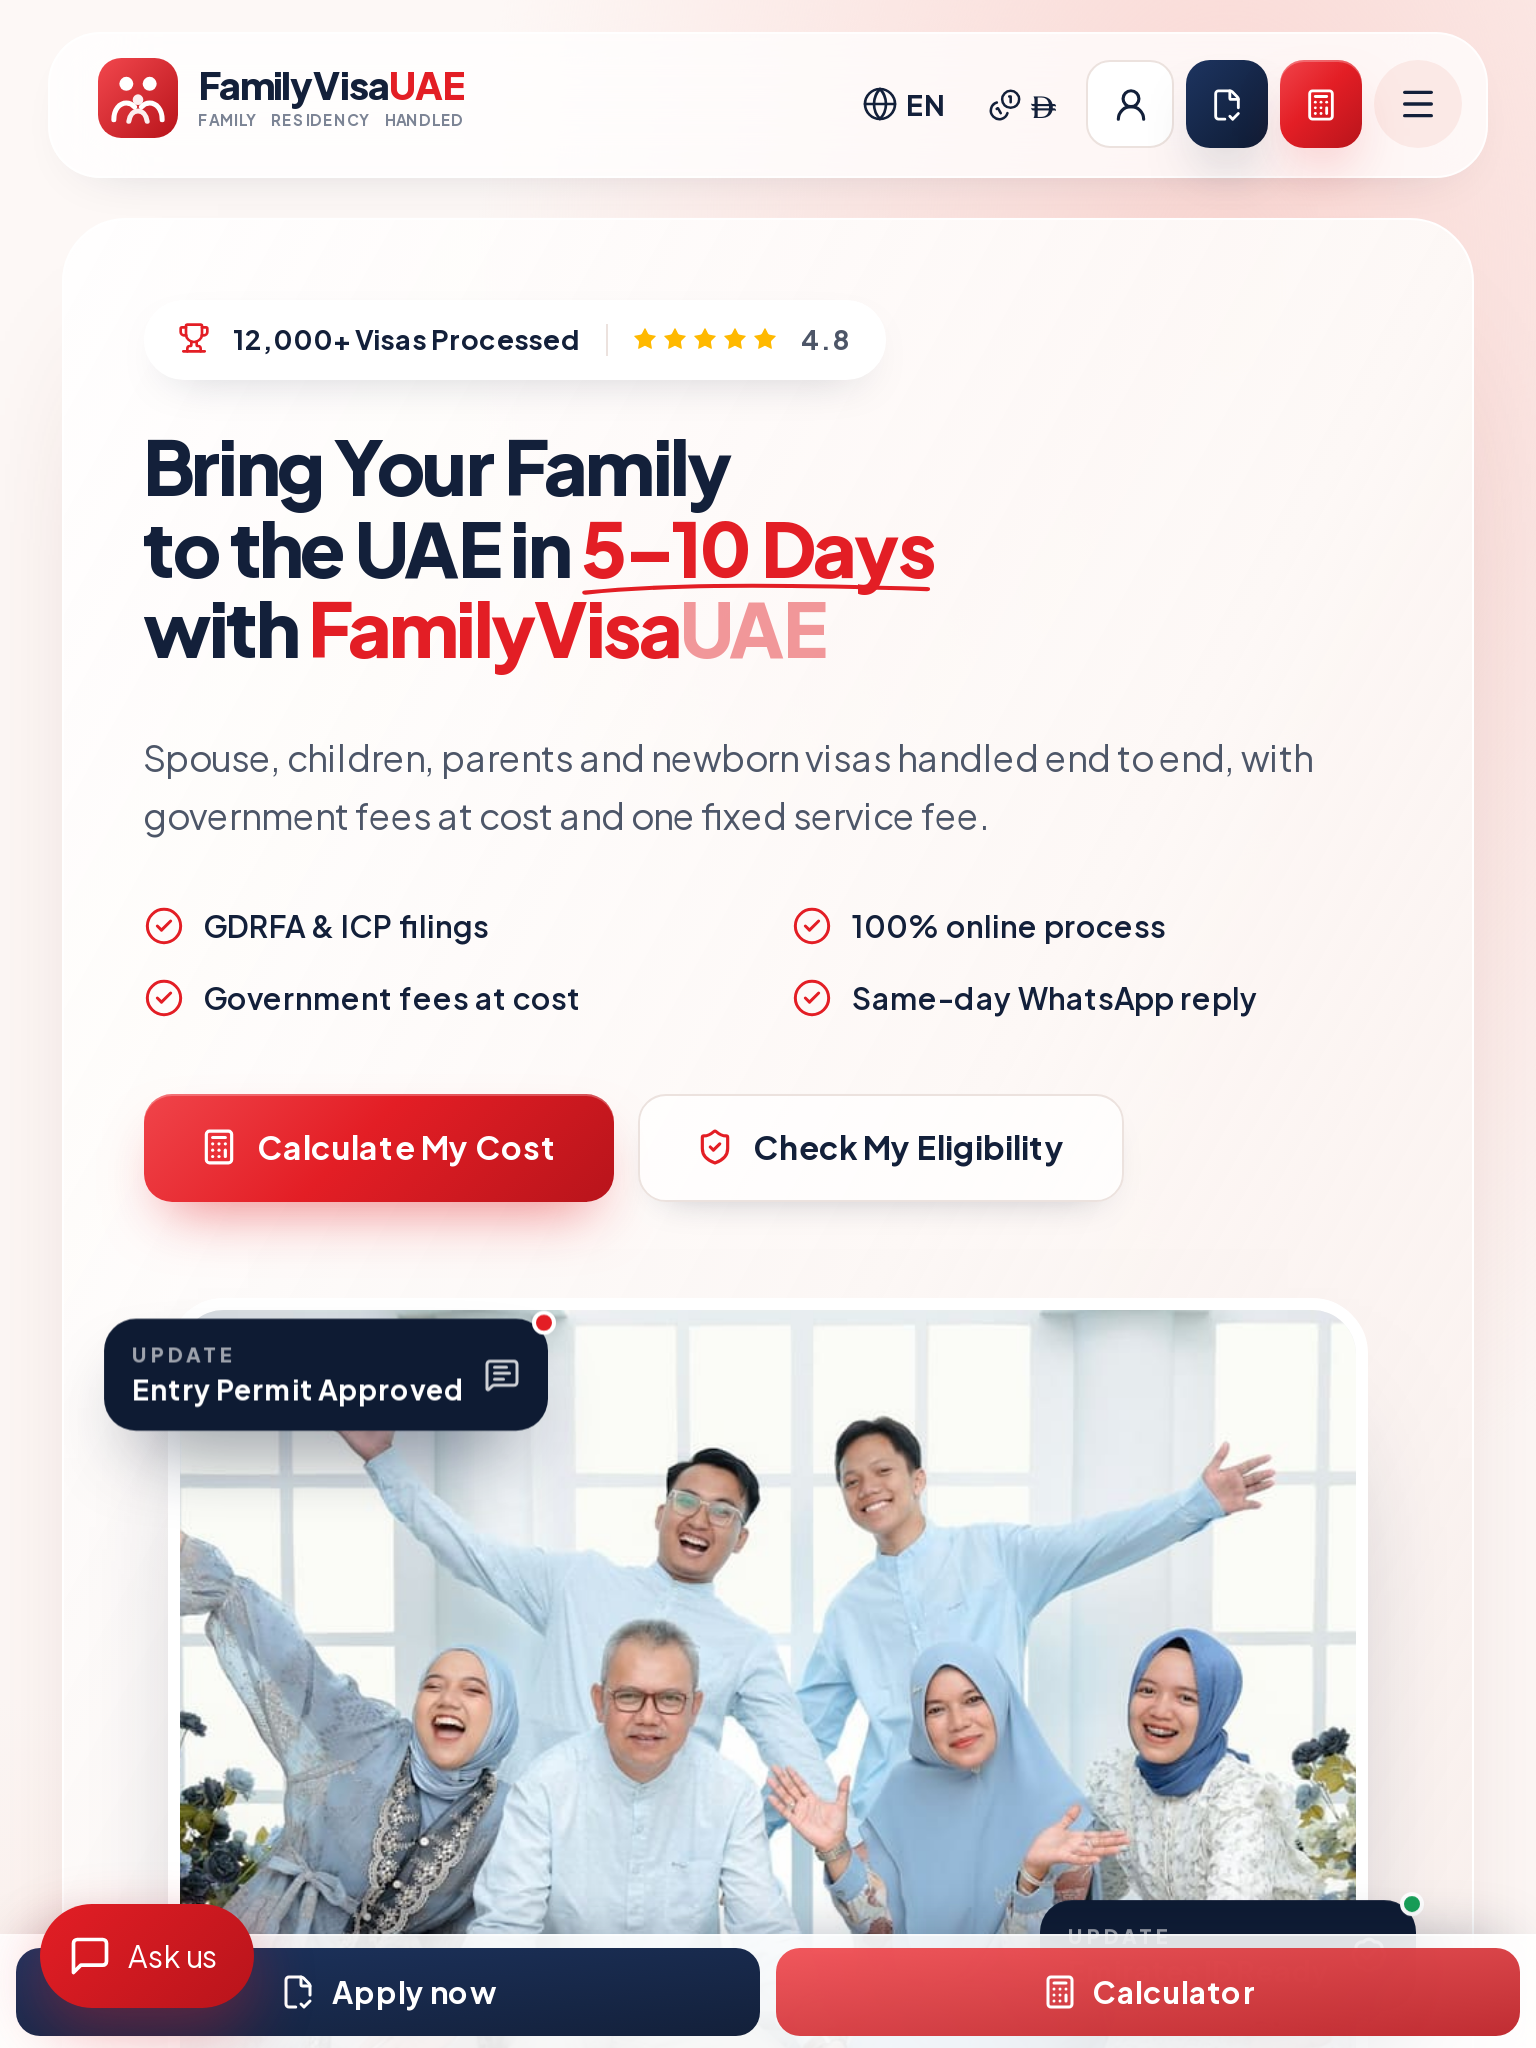 FamilyVisaUAE
FAMILY RESIDENCY HANDLED
EN
12,000+ Visas Processed
4.8
Bring Your Family
to the UAE in 5–10 Days
with FamilyVisaUAE
Spouse, children, parents and newborn visas handled end to end, with
government fees at cost and one fixed service fee.
GDRFA & ICP filings
100% online process
Government fees at cost
Same-day WhatsApp reply
Calculate My Cost
Check My Eligibility
UPDATE
Entry Permit Approved
UPDATE
Ask us
Apply now
Calculator